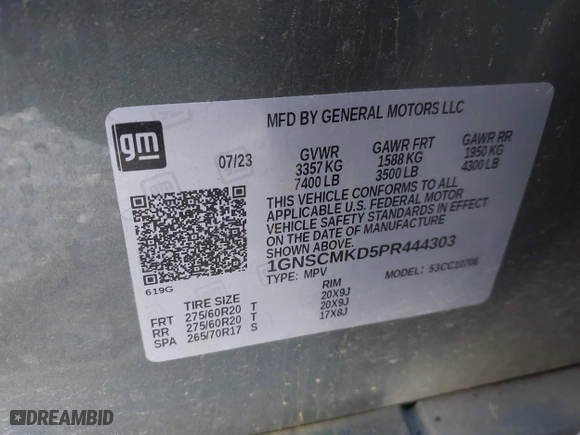 gm
MFD BY GENERAL MOTORS LLC
07/23 GVWR GAWR FRT GAWR RR
3357 KG 1588 KG 1950 KG
7400 LB 3500 LB 4300 LB
THIS VEHICLE CONFORMS TO ALL
APPLICABLE U.S. FEDERAL MOTOR
VEHICLE SAFETY STANDARDS IN EFFECT
ON THE DATE OF MANUFACTURE
SHOWN ABOVE.
1GNSCMKD5PR444303
TYPE: MPV MODEL: 53CC10706
619G
TIRE SIZE RIM
FRT 275/60R20 T 20X9J
RR 275/60R20 T 20X9J
SPA 265/70R17 S 17X8J
DREAMBID